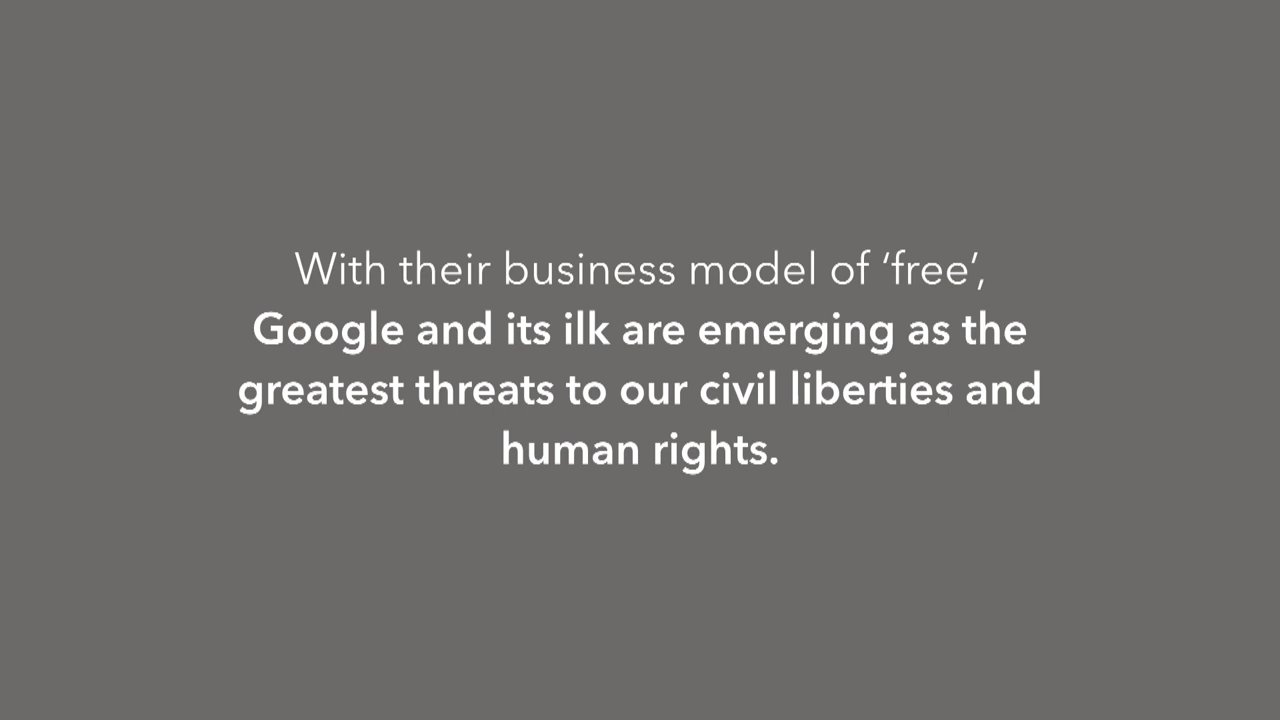 With their business model of ‘free’,
Google and its ilk are emerging as the
greatest threats to our civil liberties and
human rights.